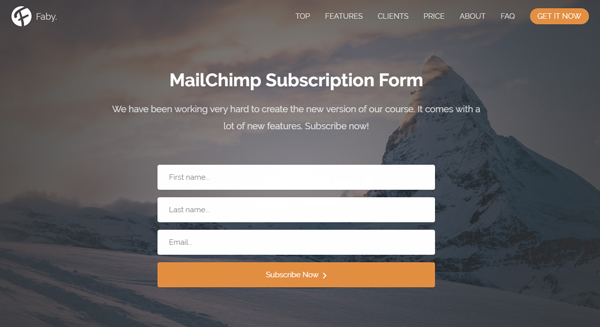 Faby.
TOP FEATURES CLIENTS PRICE ABOUT FAQ GET IT NOW
MailChimp Subscription Form
We have been working very hard to create the new version of our course. It comes with a
lot of new features. Subscribe now!
First name...
Last name...
Email...
Subscribe Now